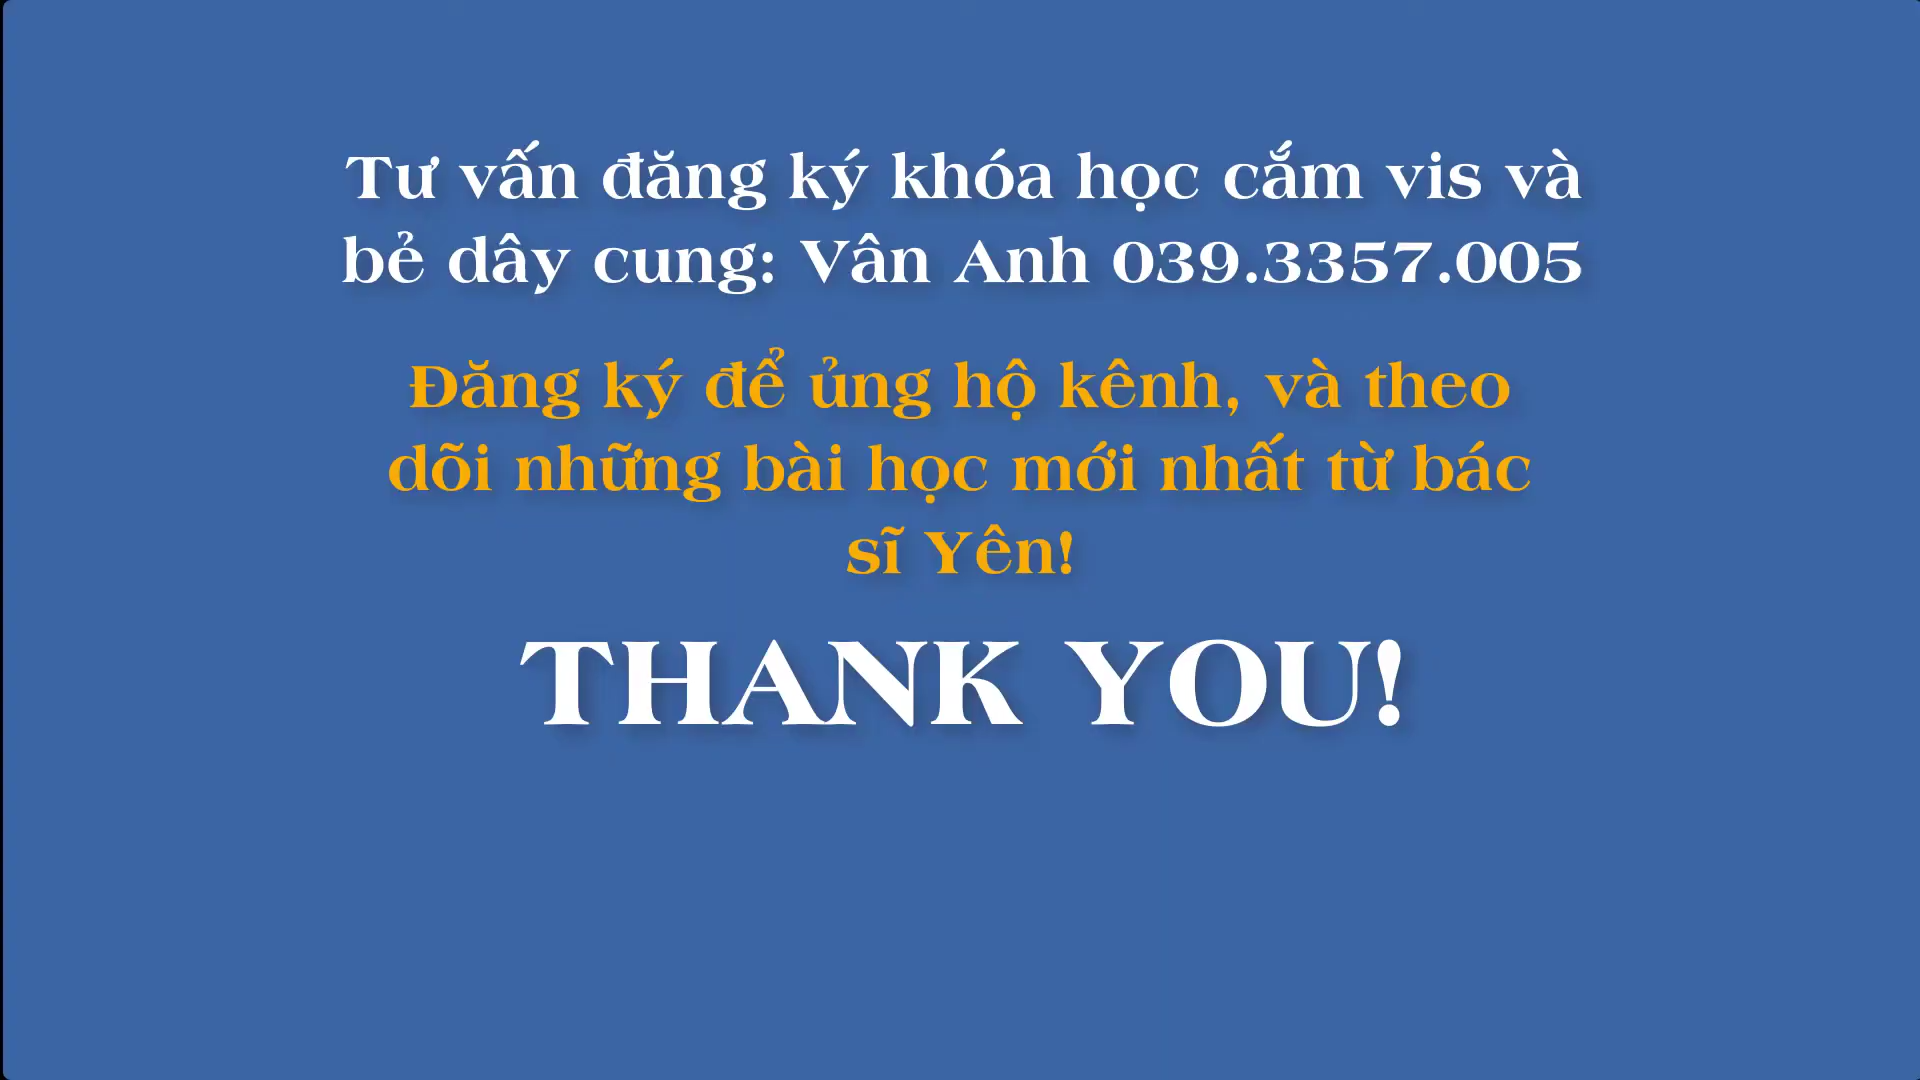 Tư vấn đăng ký khóa học cắm vis và
bẻ dây cung: Vân Anh 039.3357.005
Đăng ký để ủng hộ kênh, và theo
dõi những bài học mới nhất từ bác
sĩ Yên!
THANK YOU!